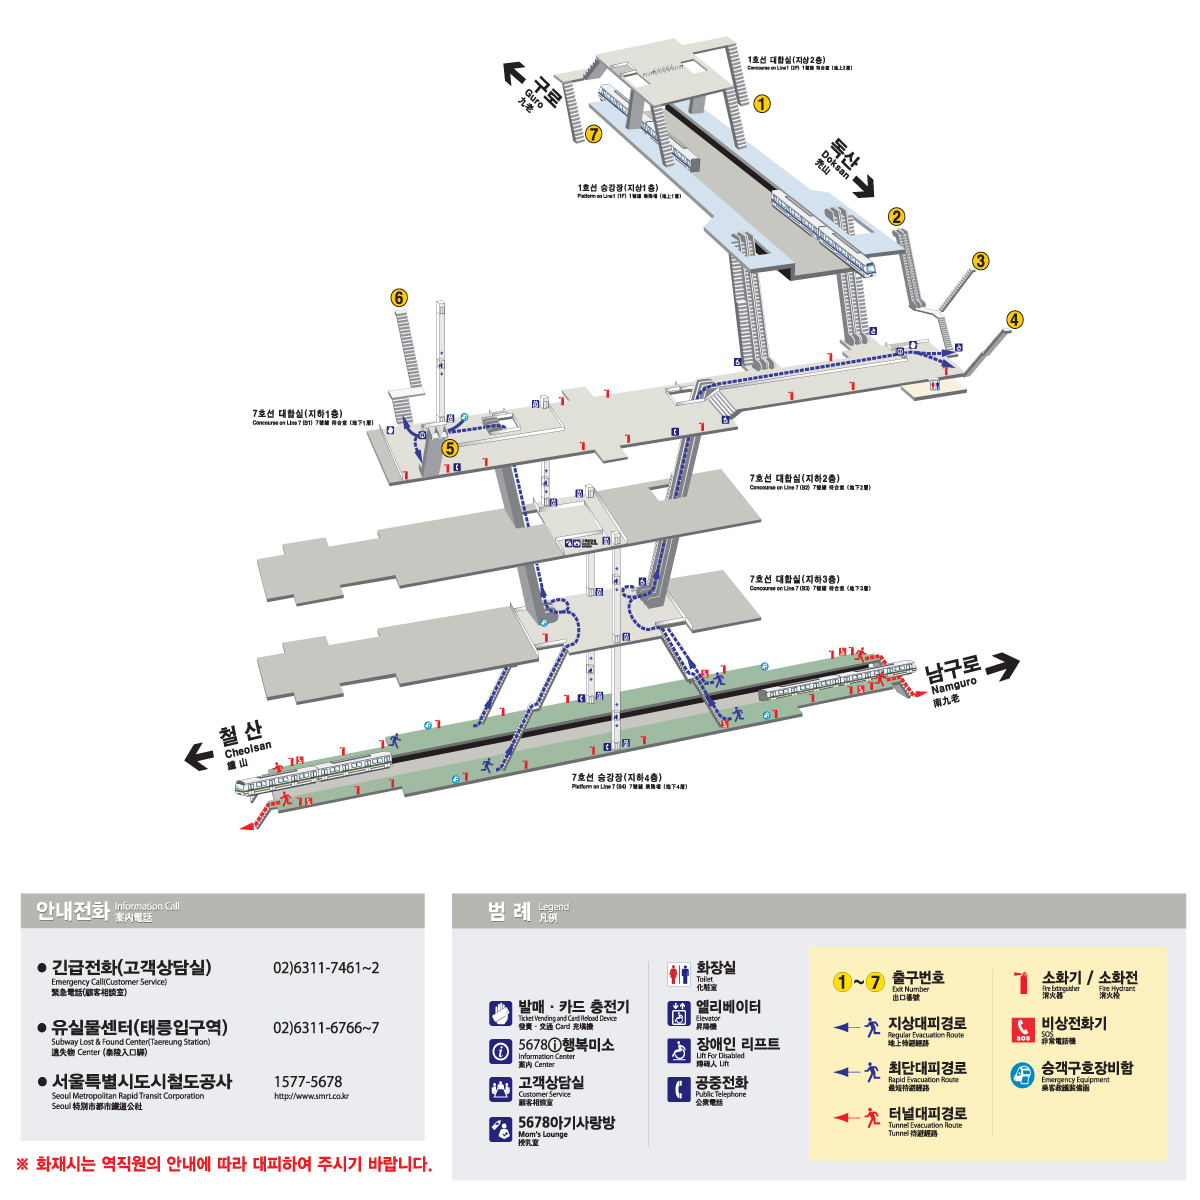 1호선 대합실(지상2층)
Concourse on Line1 (2F) 1號線 待合室 (地上2層)
구로
Guro
九老
1
7
독산
Doksan
禿山
1호선 승강장(지상1층)
Platform on Line1 (1F) 1號線 乘降場 (地上1層)
2
3
6
4
7호선 대합실(지하1층)
Concourse on Line 7 (B1) 7號線 待合室 (地下1層)
5
7호선 대합실(지하2층)
Concourse on Line 7 (B2) 7號線 待合室 (地下2層)
7호선 대합실(지하3층)
Concourse on Line 7 (B3) 7號線 待合室 (地下3層)
남구로
Namguro
南九老
철산
Cheolsan
鐵山
7호선 승강장(지하4층)
Platform on Line 7 (B4) 7號線 乘降場 (地下4層)
안내전화 Information Call
案內電話
● 긴급전화(고객상담실) 02)6311-7461~2
Emergency Call(Customer Service)
緊急電話(顧客相談室)
● 유실물센터(태릉입구역) 02)6311-6766~7
Subway Lost & Found Center(Taereung Station)
遺失物 Center (泰陵入口驛)
● 서울특별시도시철도공사 1577-5678
Seoul Metropolitan Rapid Transit Corporation http://www.smrt.co.kr
Seoul 特別市都市鐵道公社
※ 화재시는 역직원의 안내에 따라 대피하여 주시기 바랍니다.
범 례 Legend
凡例
발매 · 카드 충전기
Ticket Vending and Card Reload Device
發賣 · 交通 Card 充塡機
5678ⓘ행복미소
Information Center
案內 Center
고객상담실
Customer Service
顧客相談室
5678아기사랑방
Mom's Lounge
授乳室
화장실
Toilet
化粧室
엘리베이터
Elevator
昇降機
장애인 리프트
Lift For Disabled
障碍人 Lift
공중전화
Public Telephone
公衆電話
1~7 출구번호
Exit Number
出口番號
지상대피경로
Regular Evacuation Route
地上待避經路
최단대피경로
Rapid Evacuation Route
最短待避經路
터널대피경로
Tunnel Evacuation Route
Tunnel 待避經路
소화기 / 소화전
Fire Extinguisher Fire Hydrant
消火器 消火栓
SOS
비상전화기
SOS
非常電話機
승객구호장비함
Emergency Equipment
乘客救護裝備函